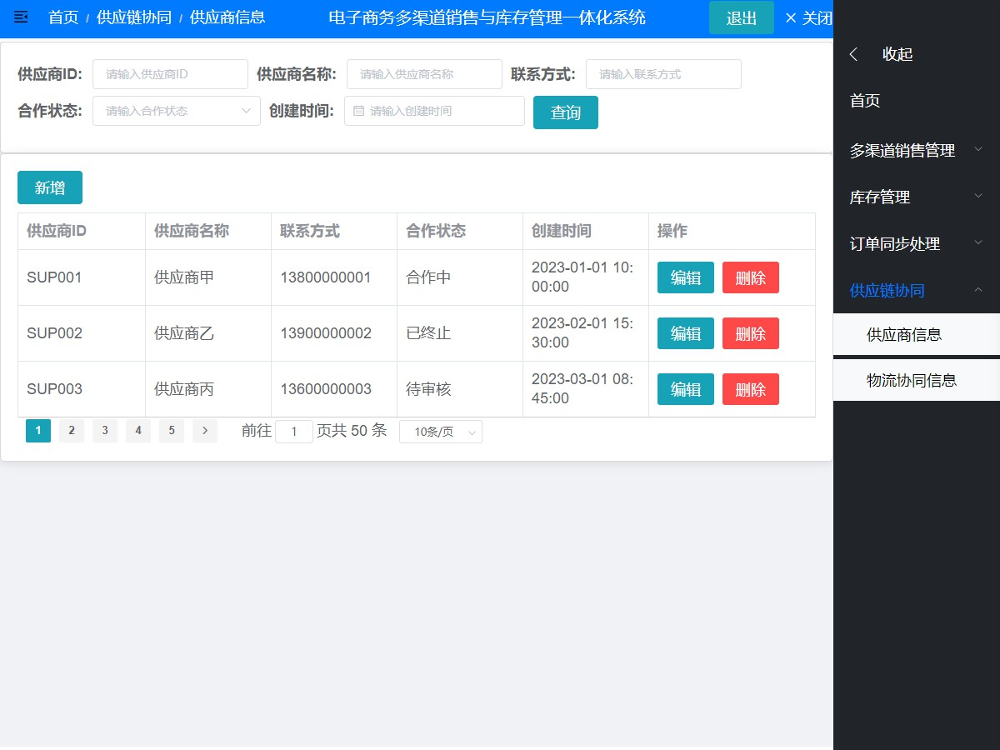 首页 / 供应链协同 / 供应商信息
电子商务多渠道销售与库存管理一体化系统
退出
关闭
供应商ID: 请输入供应商ID 供应商名称: 请输入供应商名称 联系方式: 请输入联系方式
合作状态: 请输入合作状态 创建时间: 请输入创建时间 查询
新增
供应商ID 供应商名称 联系方式 合作状态 创建时间 操作
SUP001 供应商甲 13800000001 合作中 2023-01-01 10:
00:00 编辑 删除
SUP002 供应商乙 13900000002 已终止 2023-02-01 15:
30:00 编辑 删除
SUP003 供应商丙 13600000003 待审核 2023-03-01 08:
45:00 编辑 删除
1 2 3 4 5 前往 1 页共 50 条 10条/页
收起
首页
多渠道销售管理
库存管理
订单同步处理
供应链协同
供应商信息
物流协同信息